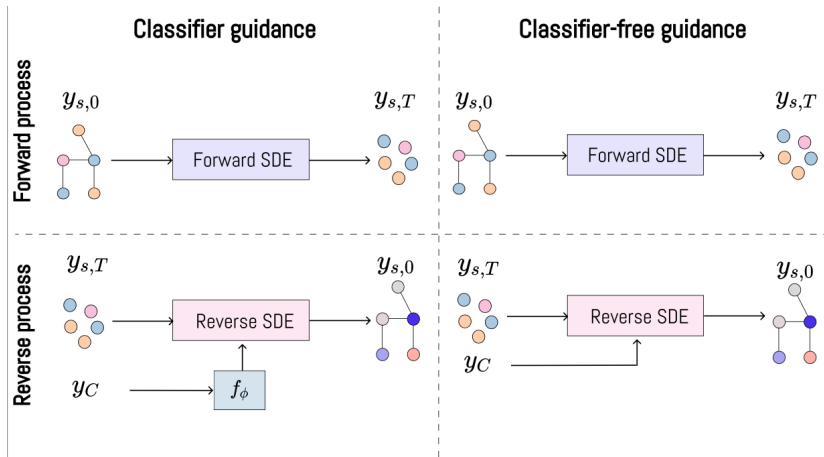 Classifier guidance
Classifier-free guidance
Forward process
y_{s,0}
y_{s,T}
Forward SDE
y_{s,0}
y_{s,T}
Forward SDE
Reverse process
y_{s,T}
y_{s,0}
Reverse SDE
y_C
f_ϕ
y_{s,T}
y_{s,0}
Reverse SDE
y_C